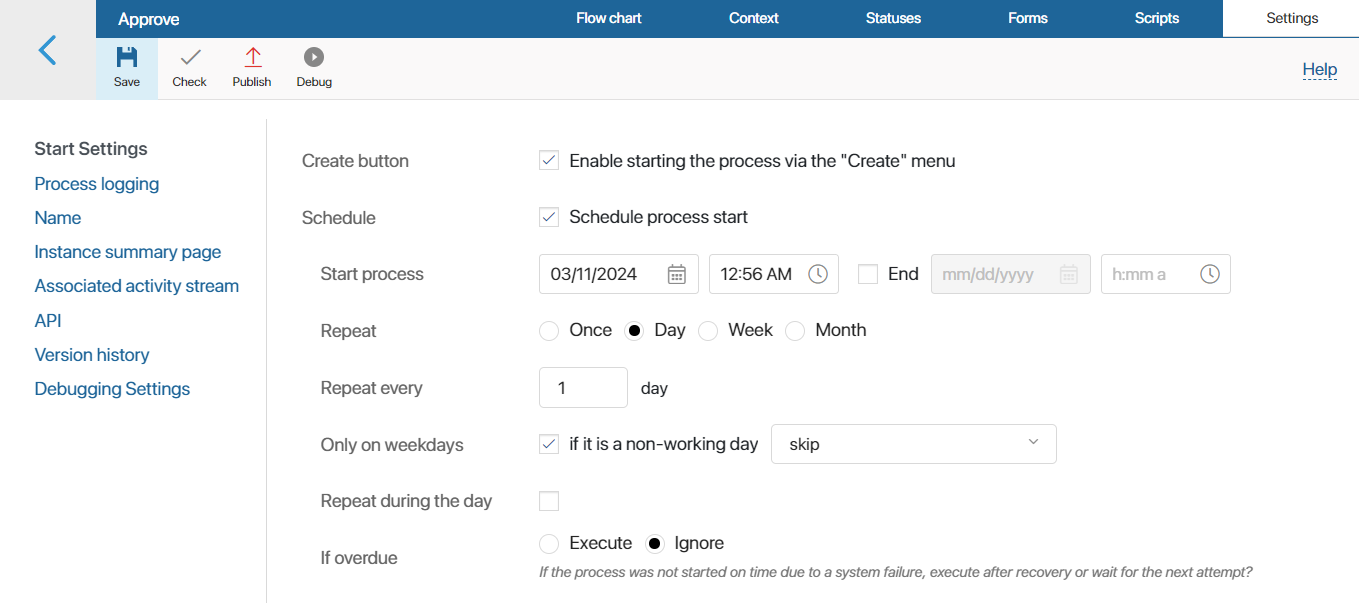 Approve Flow chart Context Statuses Forms Scripts Settings
Save Check Publish Debug Help
Start Settings
Process logging
Name
Instance summary page
Associated activity stream
API
Version history
Debugging Settings
Create button Enable starting the process via the "Create" menu
Schedule Schedule process start
Start process 03/11/2024 12:56 AM End mm/dd/yyyy h:mm a
Repeat Once Day Week Month
Repeat every 1 day
Only on weekdays if it is a non-working day skip
Repeat during the day
If overdue Execute Ignore
If the process was not started on time due to a system failure, execute after recovery or wait for the next attempt?